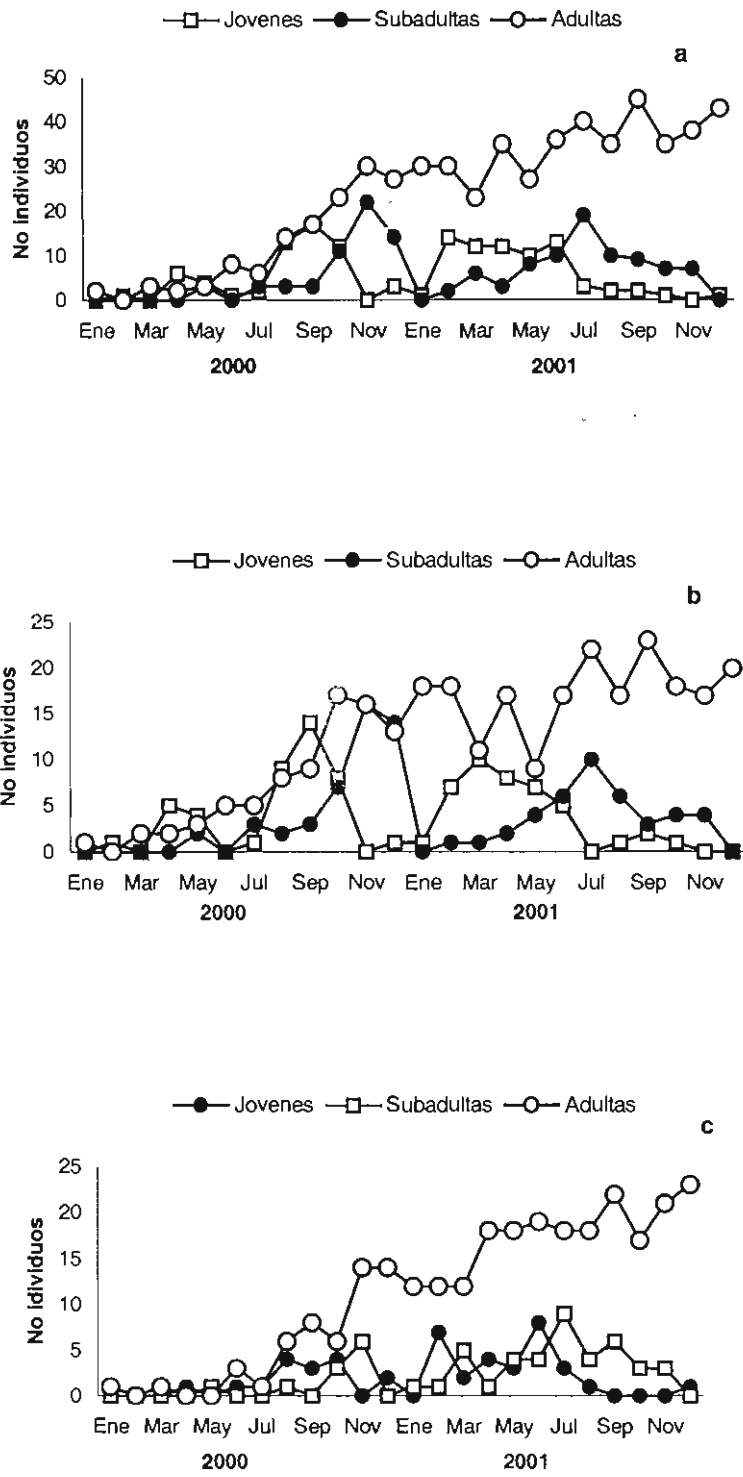 Jovenes Subadultas Adultas
a
50
40
30
20
10
0
No individuos
Ene Mar May Jul Sep Nov Ene Mar May Jul Sep Nov
2000 2001
Jovenes Subadultas Adultas
b
25
20
15
10
5
0
No individuos
Ene Mar May Jul Sep Nov Ene Mar May Jul Sep Nov
2000 2001
Jovenes Subadultas Adultas
c
25
20
15
10
5
0
No idividuos
Ene Mar May Jul Sep Nov Ene Mar May Jul Sep Nov
2000 2001